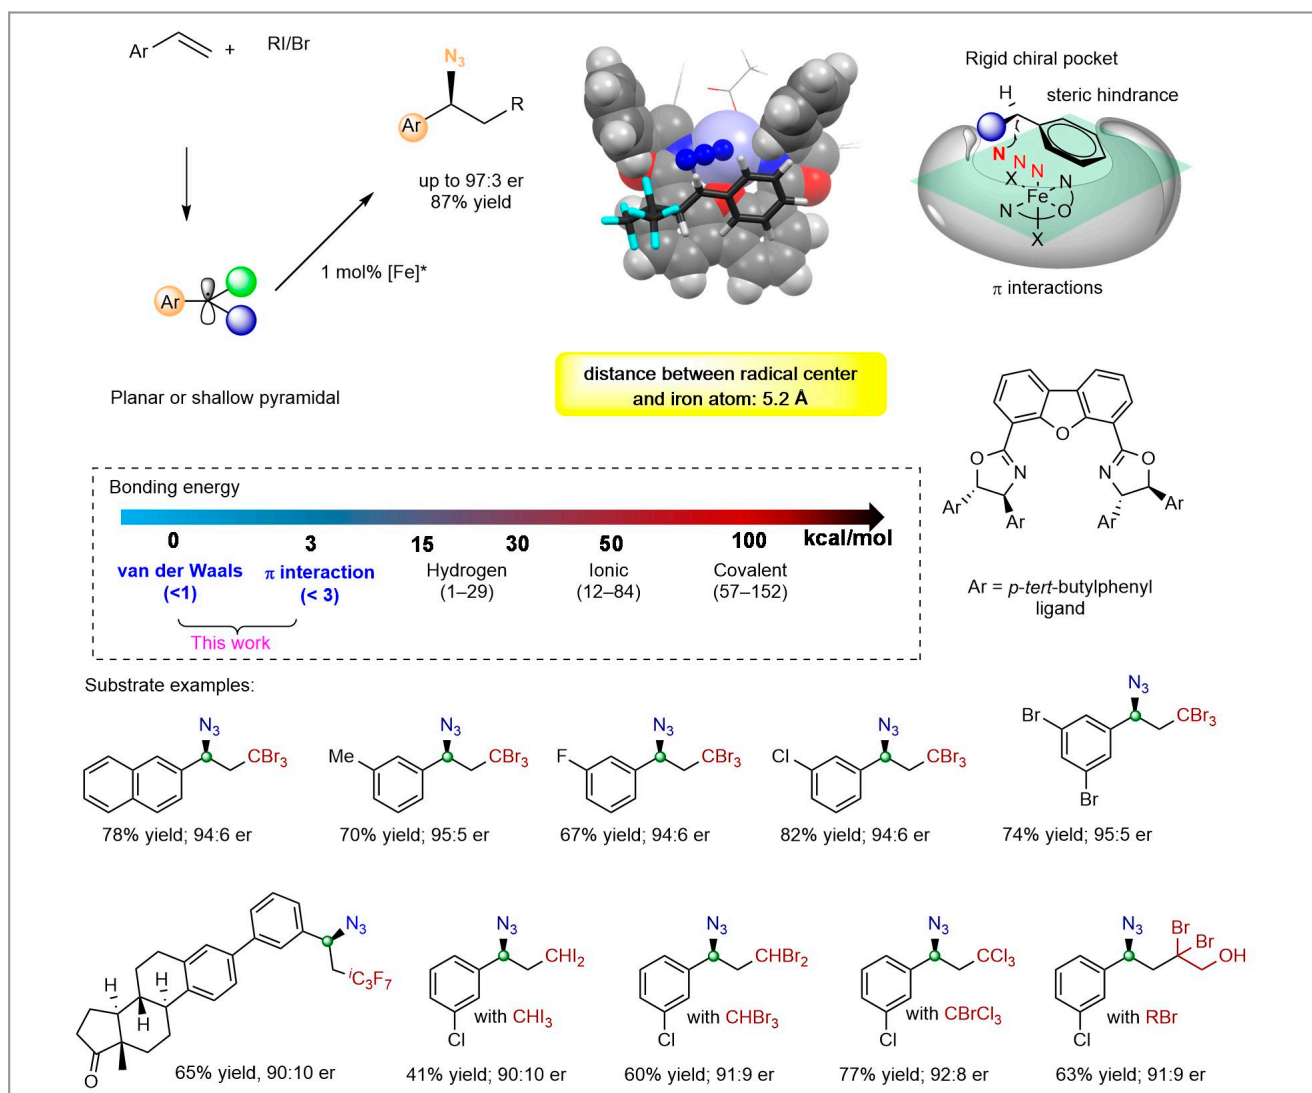 Ar
+
RI/Br
N3
Ar
R
up to 97:3 er
87% yield
1 mol% [Fe]*
Ar
Planar or shallow pyramidal
Rigid chiral pocket
H
steric hindrance
N
N
N
X
N
Fe
N
O
X
π interactions
distance between radical center
and iron atom: 5.2 Å
O
O
N
N
O
Ar
Ar
Ar
Ar
Ar = p-tert-butylphenyl
ligand
Bonding energy
0 3 15 30 50 100 kcal/mol
van der Waals π interaction Hydrogen Ionic Covalent
(<1) (< 3) (1–29) (12–84) (57–152)
This work
Substrate examples:
N3
CBr3
78% yield; 94:6 er
Me
N3
CBr3
70% yield; 95:5 er
F
N3
CBr3
67% yield; 94:6 er
Cl
N3
CBr3
82% yield; 94:6 er
Br
Br
N3
CBr3
74% yield; 95:5 er
N3
iC3F7
H
H
H
O
65% yield, 90:10 er
N3
CHI2
with CHI3
Cl
41% yield; 90:10 er
N3
CHBr2
with CHBr3
Cl
60% yield; 91:9 er
N3
CCl3
with CBrCl3
Cl
77% yield; 92:8 er
N3
Br
Br
OH
with RBr
Cl
63% yield; 91:9 er